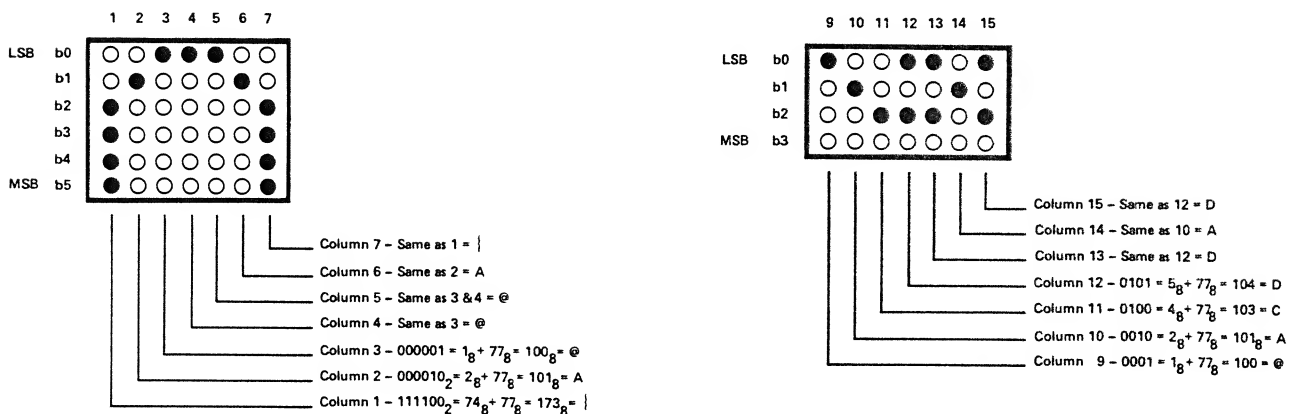 1 2 3 4 5 6 7
LSB b0
b1
b2
b3
b4
MSB b5
Column 7 – Same as 1 = {
Column 6 – Same as 2 = A
Column 5 – Same as 3 & 4 = @
Column 4 – Same as 3 = @
Column 3 – 000001 = 1₈ + 77₈ = 100₈ = @
Column 2 – 000010₂ = 2₈ + 77₈ = 101₈ = A
Column 1 – 111100₂ = 74₈ + 77₈ = 173₈ = {
9 10 11 12 13 14 15
LSB b0
b1
b2
MSB b3
Column 15 – Same as 12 = D
Column 14 – Same as 10 = A
Column 13 – Same as 12 = D
Column 12 – 0101 = 5₈ + 77₈ = 104 = D
Column 11 – 0100 = 4₈ + 77₈ = 103 = C
Column 10 – 0010 = 2₈ + 77₈ = 101₈ = A
Column 9 – 0001 = 1₈ + 77₈ = 100 = @